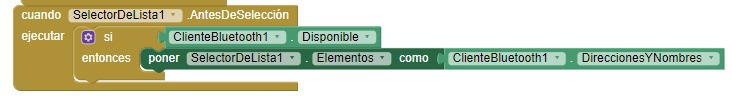 cuando SelectorDeLista1 .AntesDeSelección
ejecutar si ClienteBluetooth1 . Disponible
entonces poner SelectorDeLista1 . Elementos como ClienteBluetooth1 . DireccionesYNombres